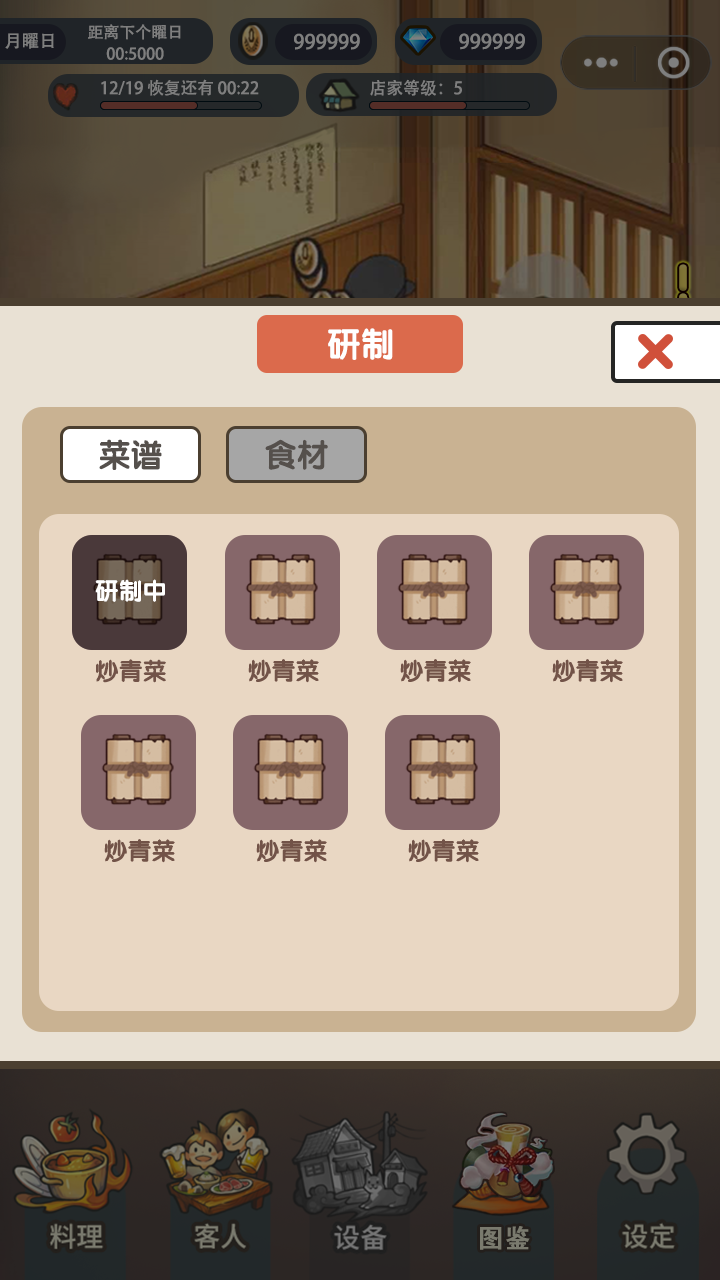 月曜日
距离下个曜日
00:5000
999999
999999
12/19 恢复还有 00:22
店家等级：5
研制
菜谱
食材
研制中
炒青菜
炒青菜
炒青菜
炒青菜
炒青菜
炒青菜
炒青菜
料理
客人
设备
图鉴
设定